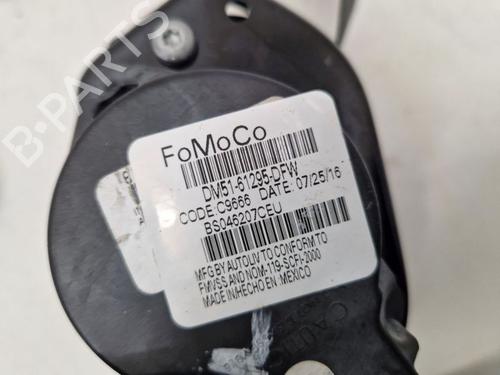 B-PARTS
FoMoCo
DM51-61295-DFW
CODE: C9666 DATE: 07/25/16
BS046207CEU
MFG BY AUTOLIV TO CONFORM TO
FMVSS AND NOM-119-SCFI-2000
MADE IN/HECHO EN MEXICO